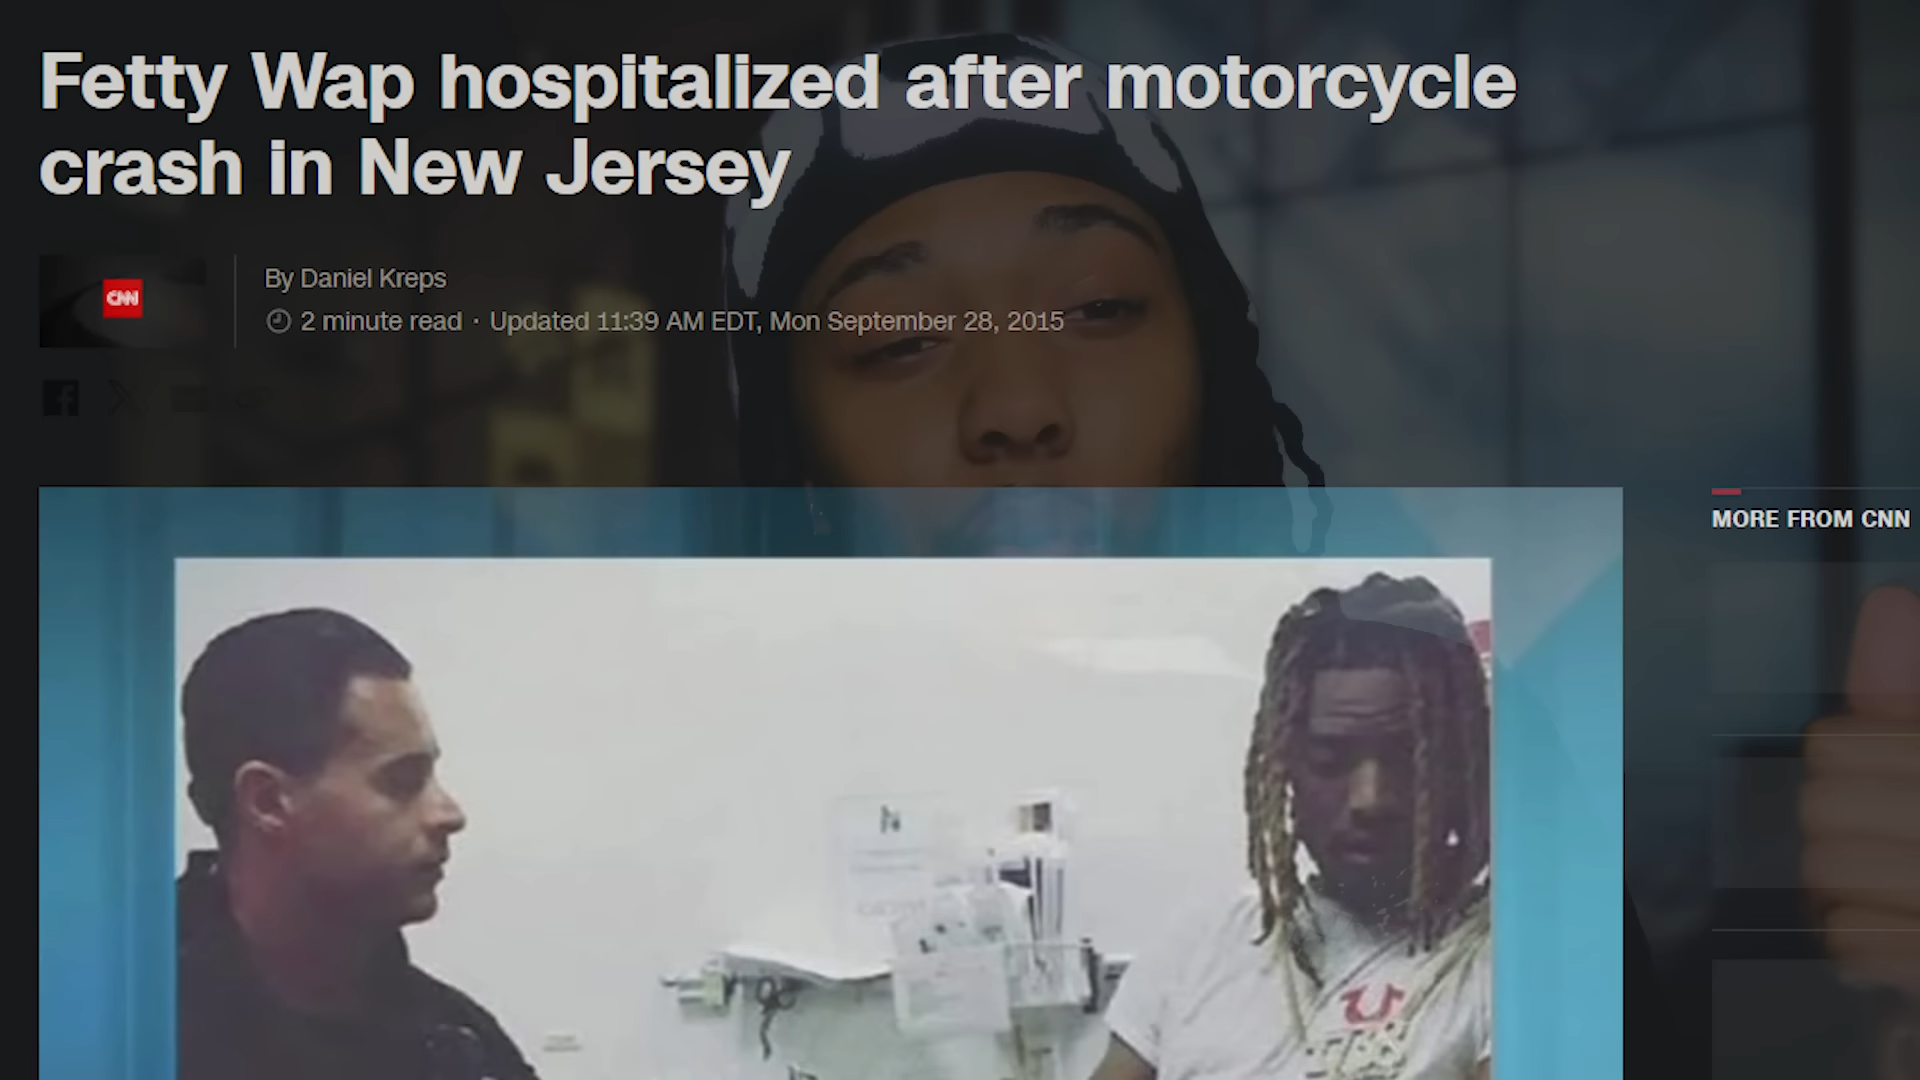 Fetty Wap hospitalized after motorcycle
crash in New Jersey
CNN
By Daniel Kreps
2 minute read · Updated 11:39 AM EDT, Mon September 28, 2015
MORE FROM CNN